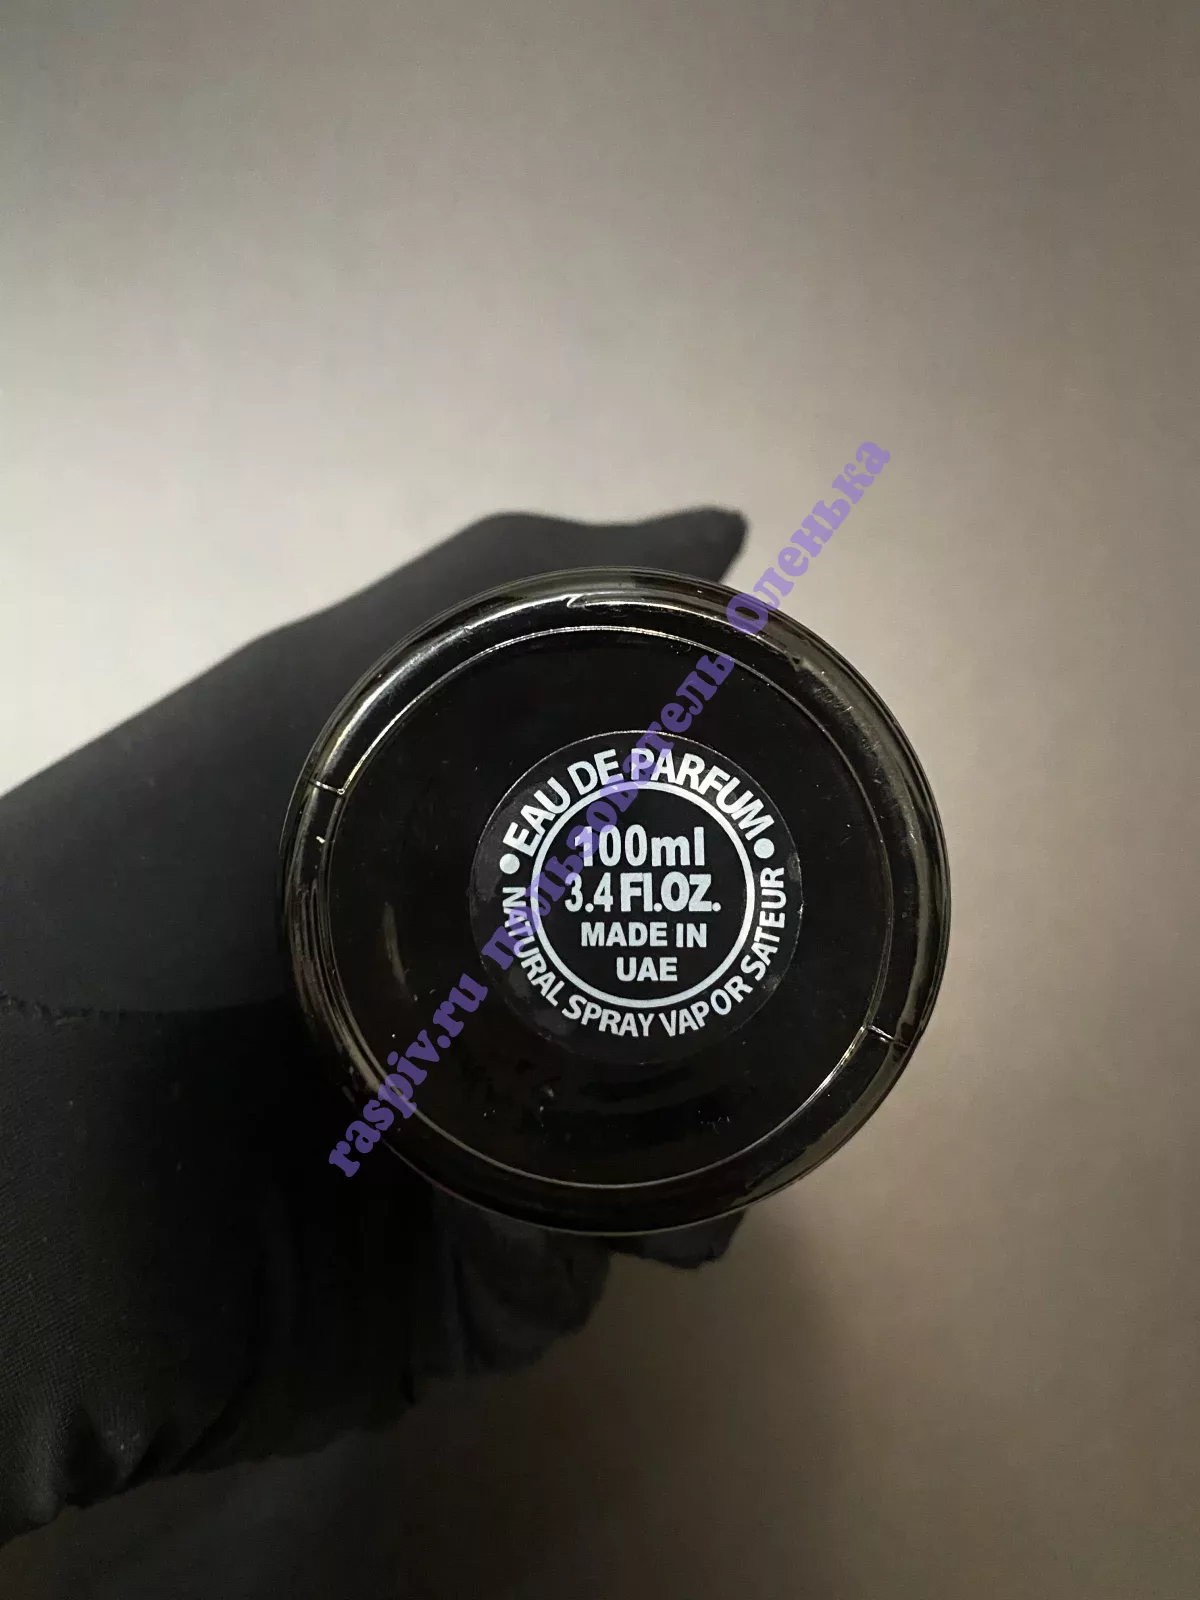 • EAU DE PARFUM •
100ml
3.4 Fl.OZ.
MADE IN
UAE
NATURAL SPRAY VAPOR SATEUR
raspiv.ru пользователь Оленька